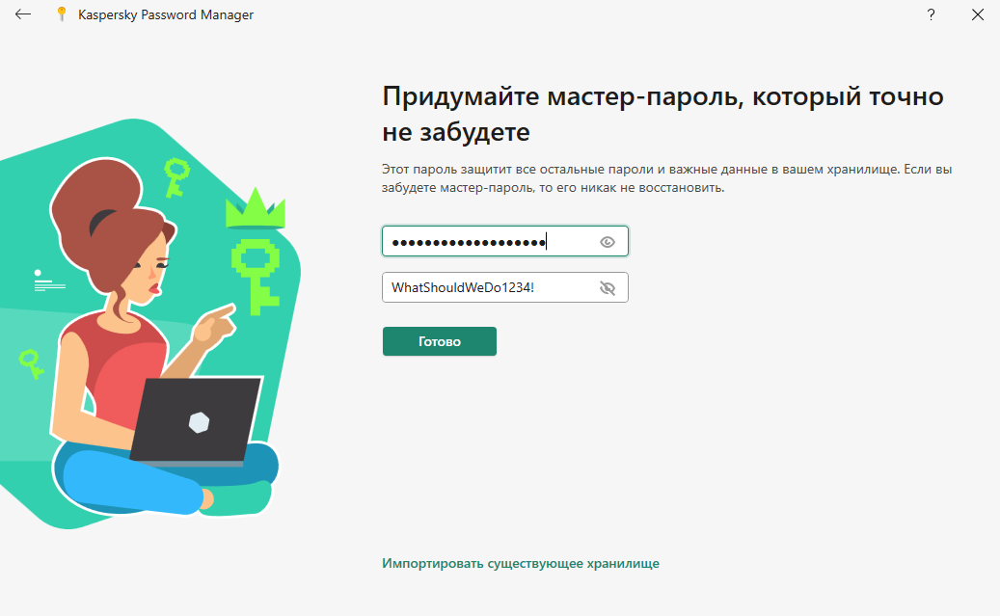 Kaspersky Password Manager
?
Придумайте мастер-пароль, который точно
не забудете
Этот пароль защитит все остальные пароли и важные данные в вашем хранилище. Если вы
забудете мастер-пароль, то его никак не восстановить.
•••••••••••••••••••
WhatShouldWeDo1234!
Готово
Импортировать существующее хранилище